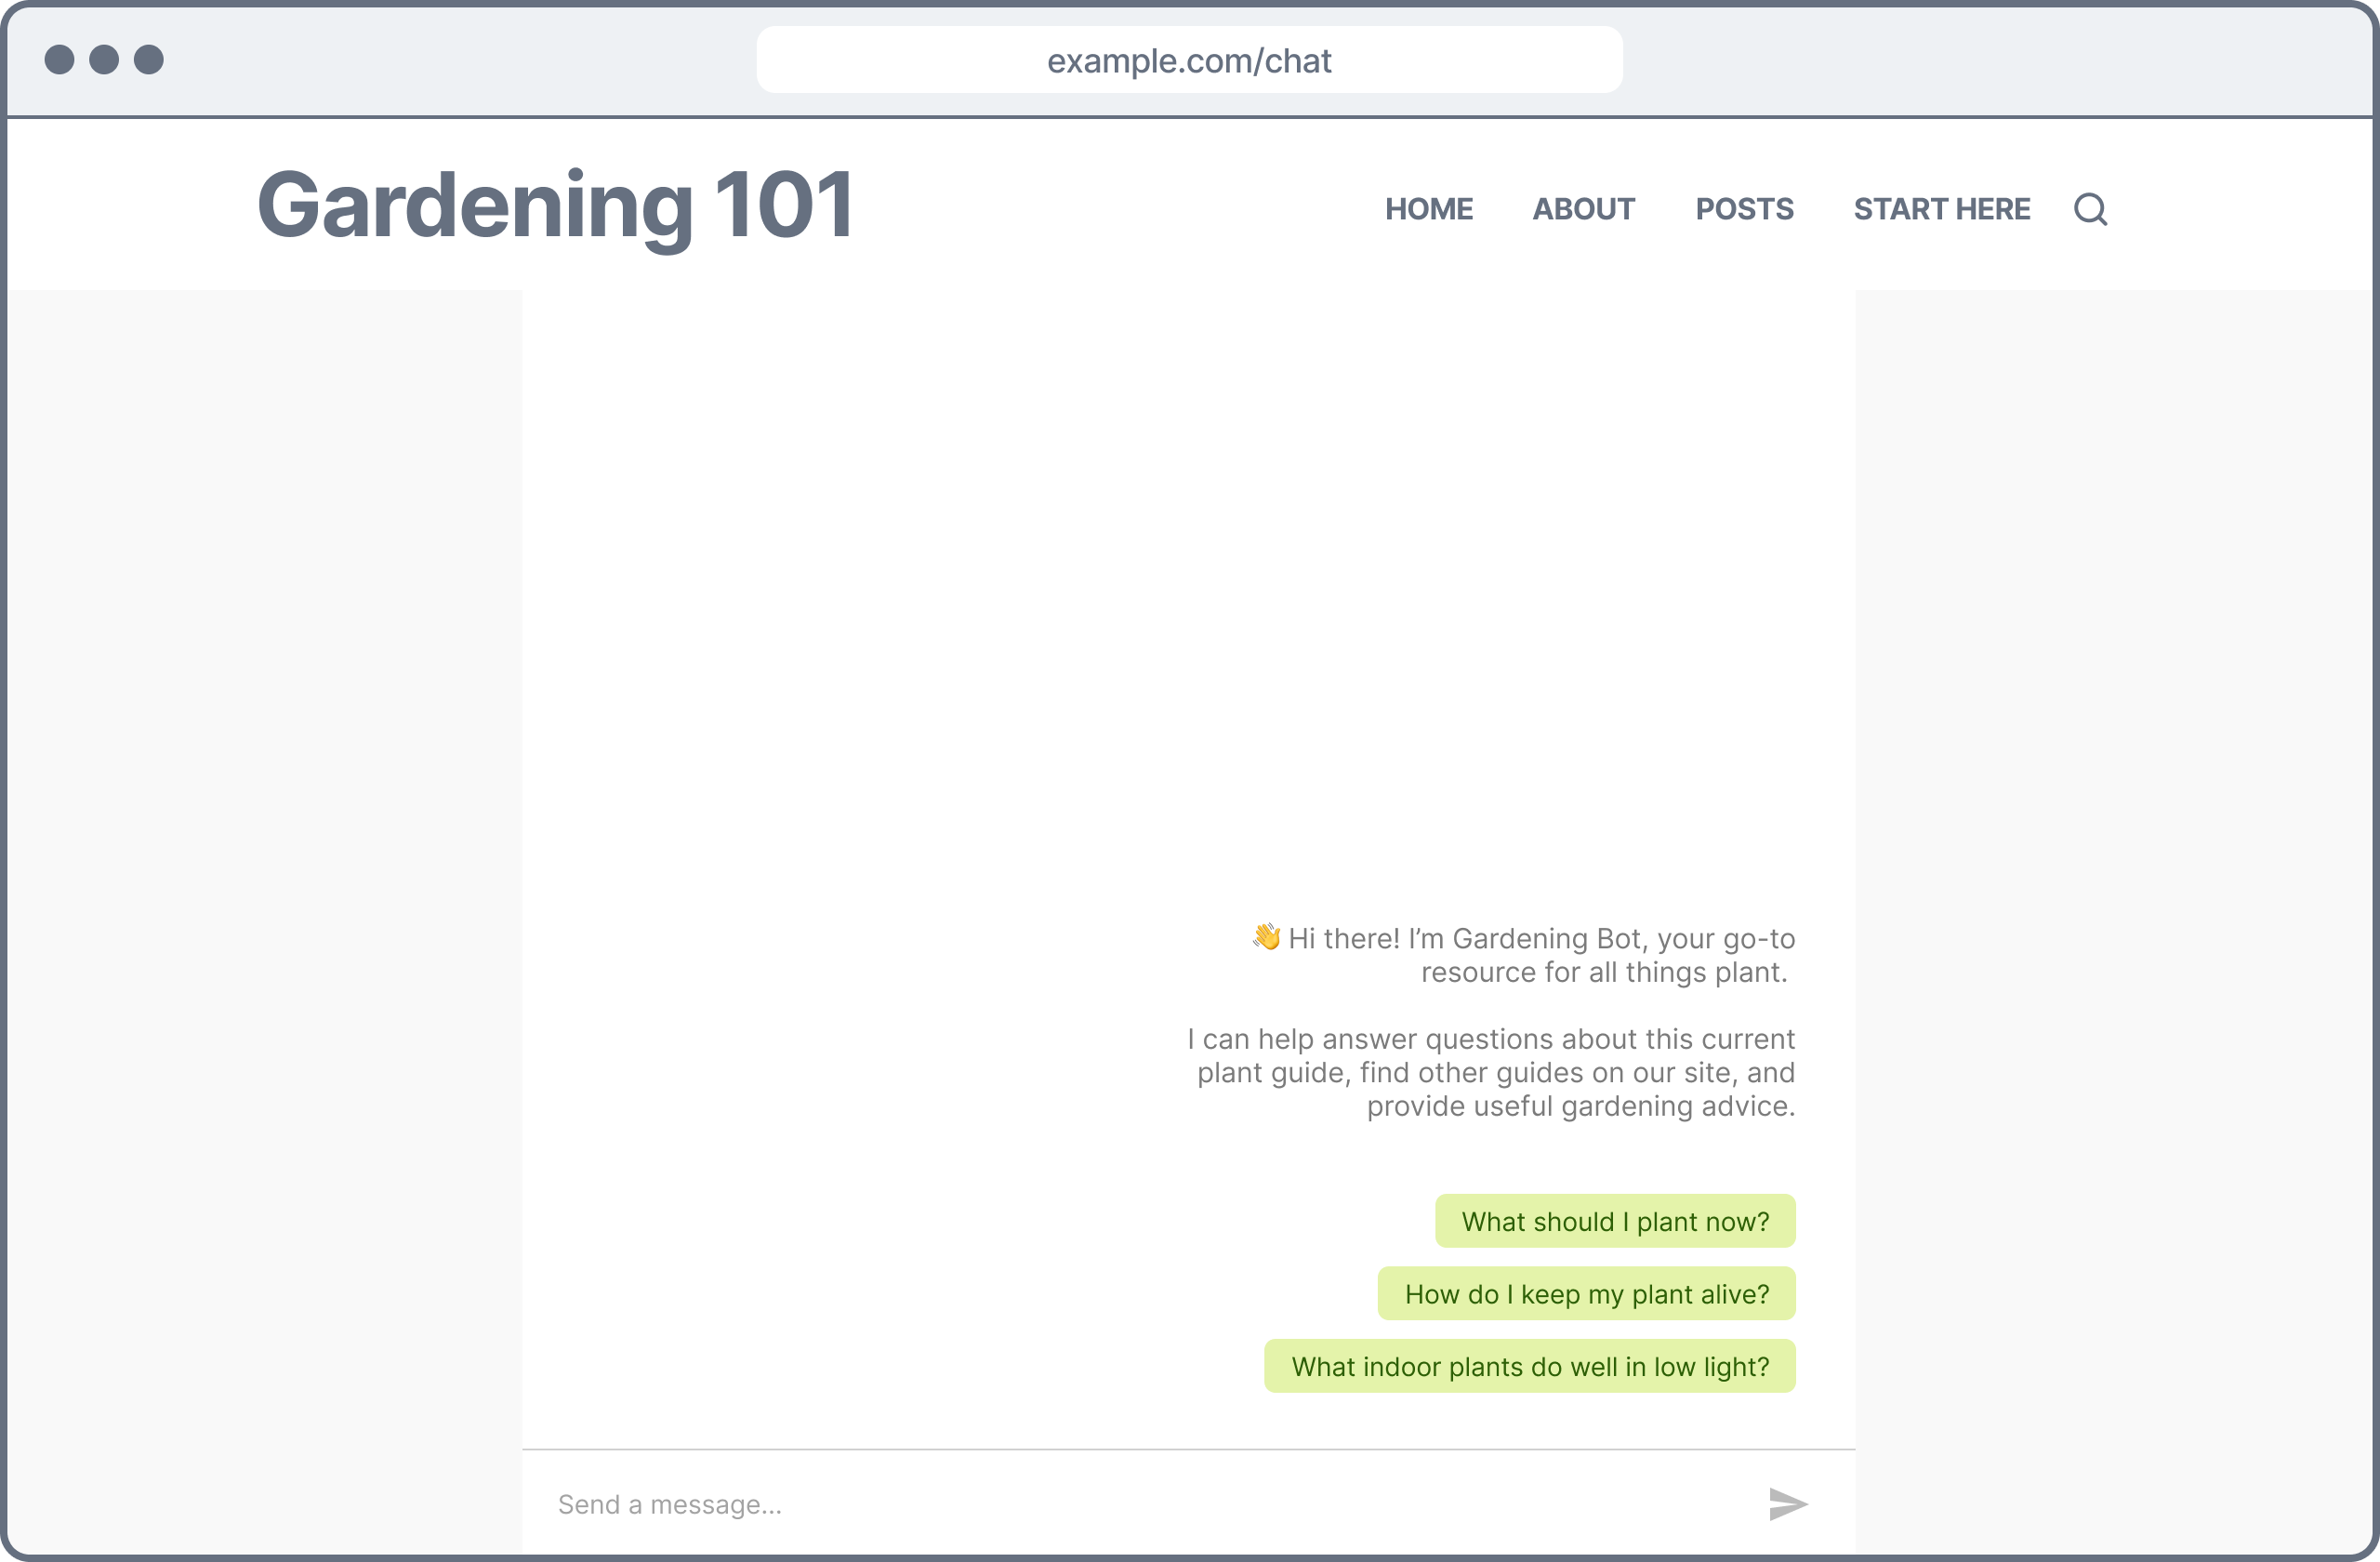 example.com/chat
Gardening 101
HOME ABOUT POSTS START HERE
👋 Hi there! I’m Gardening Bot, your go-to
resource for all things plant.
I can help answer questions about this current
plant guide, find other guides on our site, and
provide useful gardening advice.
What should I plant now?
How do I keep my plant alive?
What indoor plants do well in low light?
Send a message...